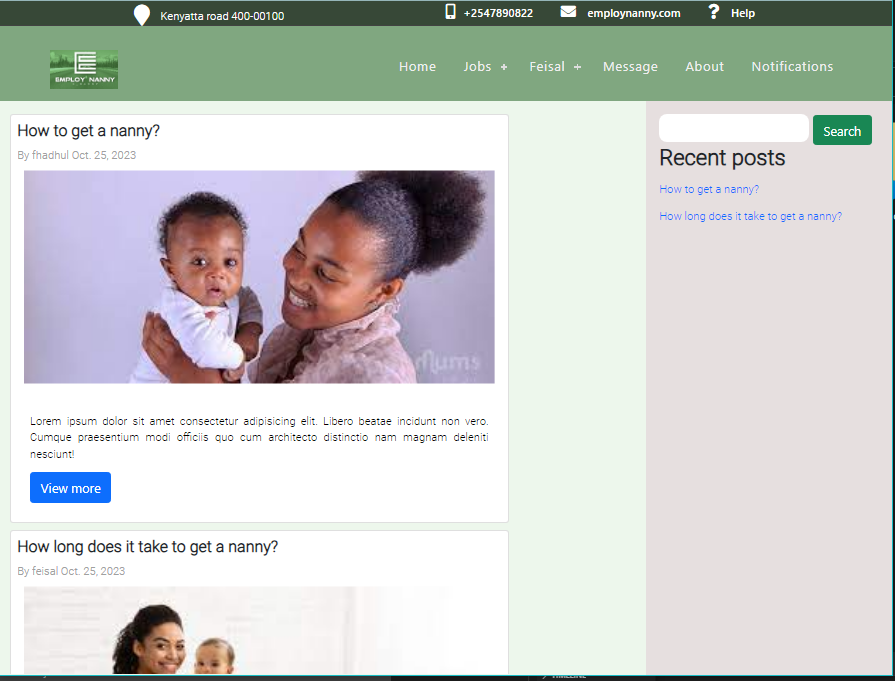 Kenyatta road 400-00100
+2547890822
employnanny.com
? Help
EMPLOY NANNY
Home Jobs + Feisal + Message About Notifications
How to get a nanny?
By fhadhul Oct. 25, 2023
Mums
Lorem ipsum dolor sit amet consectetur adipisicing elit. Libero beatae incidunt non vero.
Cumque praesentium modi officiis quo cum architecto distinctio nam magnam deleniti
nesciunt!
View more
How long does it take to get a nanny?
By feisal Oct. 25, 2023
Search
Recent posts
How to get a nanny?
How long does it take to get a nanny?
TIMELINE